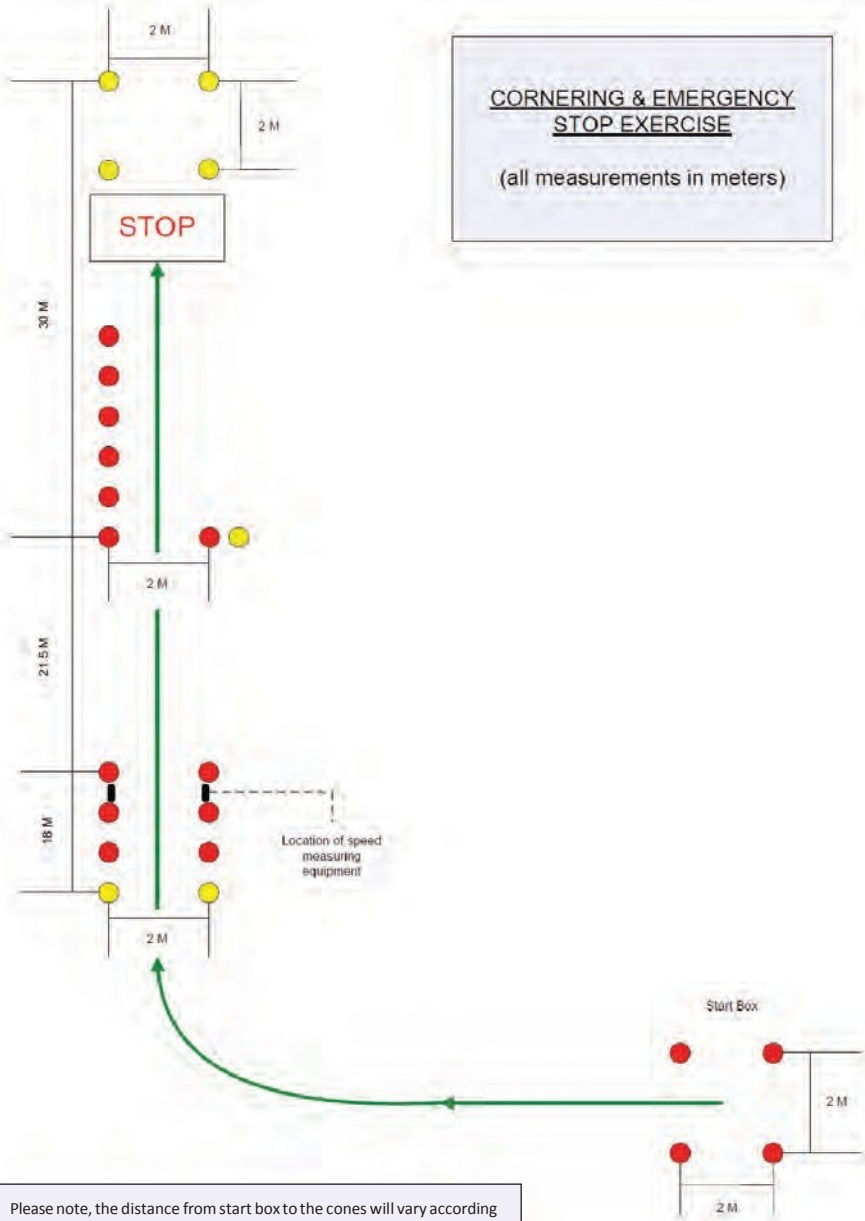 2 M
CORNERING & EMERGENCY
STOP EXERCISE
(all measurements in meters)
2 M
STOP
30 M
2 M
21.5 M
18 M
Location of speed
measuring
equipment
2 M
Start Box
2 M
2 M
Please note, the distance from start box to the cones will vary according